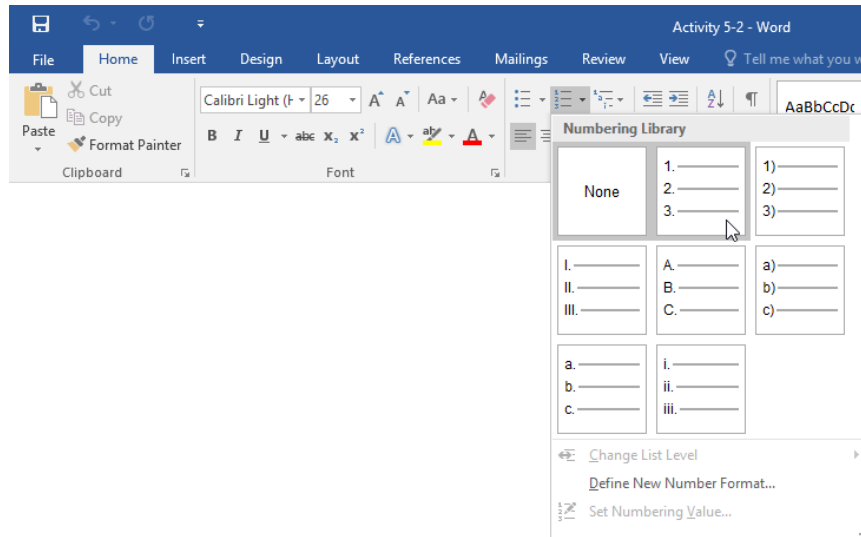 Activity 5-2 - Word
File Home Insert Design Layout References Mailings Review View Tell me what you w
Cut
Copy
Format Painter
Paste
Clipboard
Calibri Light (H 26 A A Aa
B I U abc X₂ X² A aby A
Font
AaBbCcDc
Numbering Library
None
1.
2.
3.
1)
2)
3)
I.
II.
III.
A.
B.
C.
a)
b)
c)
a.
b.
c.
i.
ii.
iii.
Change List Level
Define New Number Format...
Set Numbering Value...